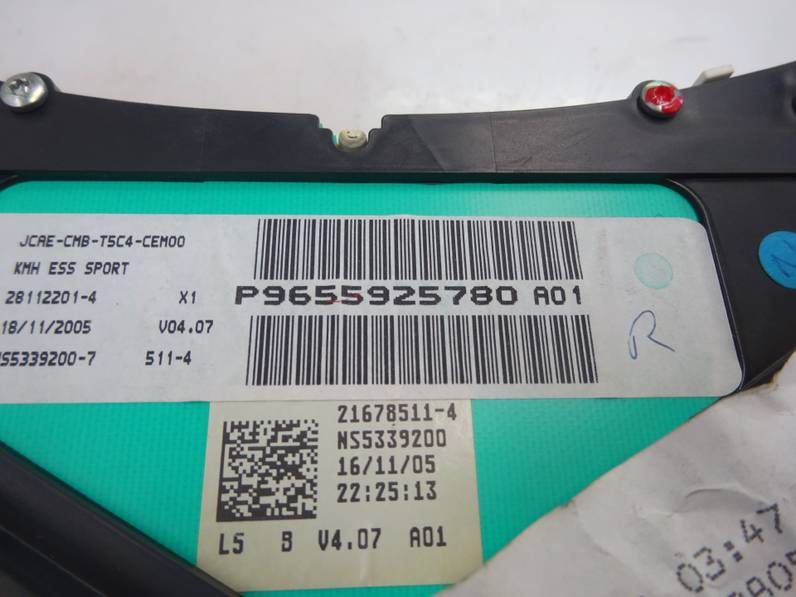 JCAE-CMB-T5C4-CEM00
KMH ESS SPORT
28112201-4 X1
18/11/2005 V04.07
NS5339200-7 511-4
P9655925780 A01
R
21678511-4
NS5339200
16/11/05
22:25:13
L5 B V4.07 A01
03:47